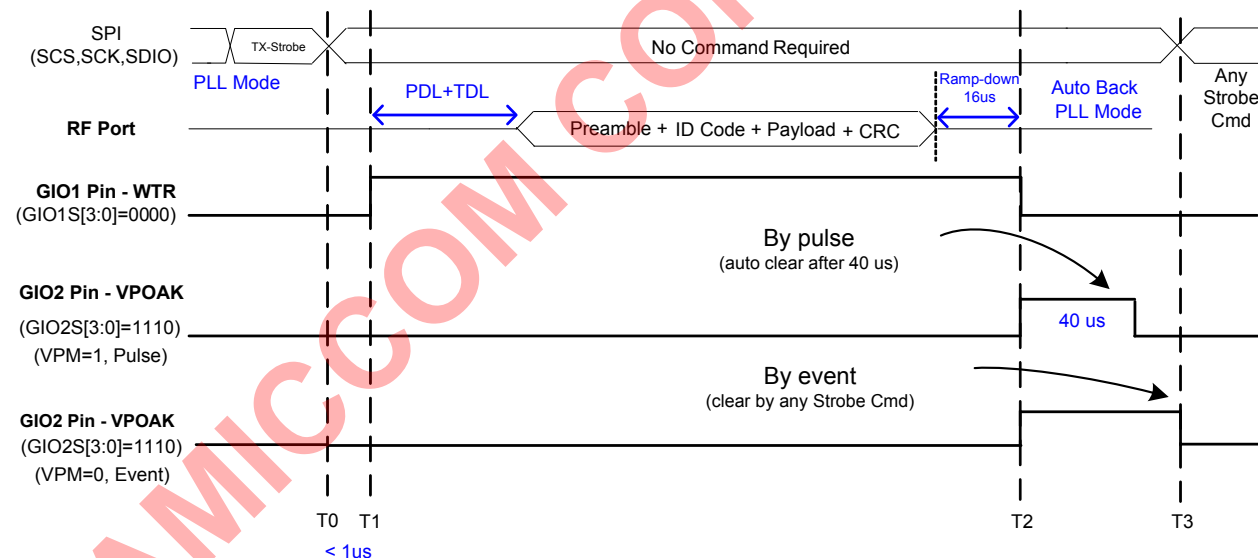 SPI
(SCS,SCK,SDIO)
TX-Strobe
No Command Required
PLL Mode
PDL+TDL
Ramp-down
16us
Auto Back
PLL Mode
Any
Strobe
Cmd
RF Port
Preamble + ID Code + Payload + CRC
GIO1 Pin - WTR
(GIO1S[3:0]=0000)
By pulse
(auto clear after 40 us)
GIO2 Pin - VPOAK
(GIO2S[3:0]=1110)
(VPM=1, Pulse)
40 us
By event
(clear by any Strobe Cmd)
GIO2 Pin - VPOAK
(GIO2S[3:0]=1110)
(VPM=0, Event)
T0 T1 T2 T3
< 1us
AMICCOM CO